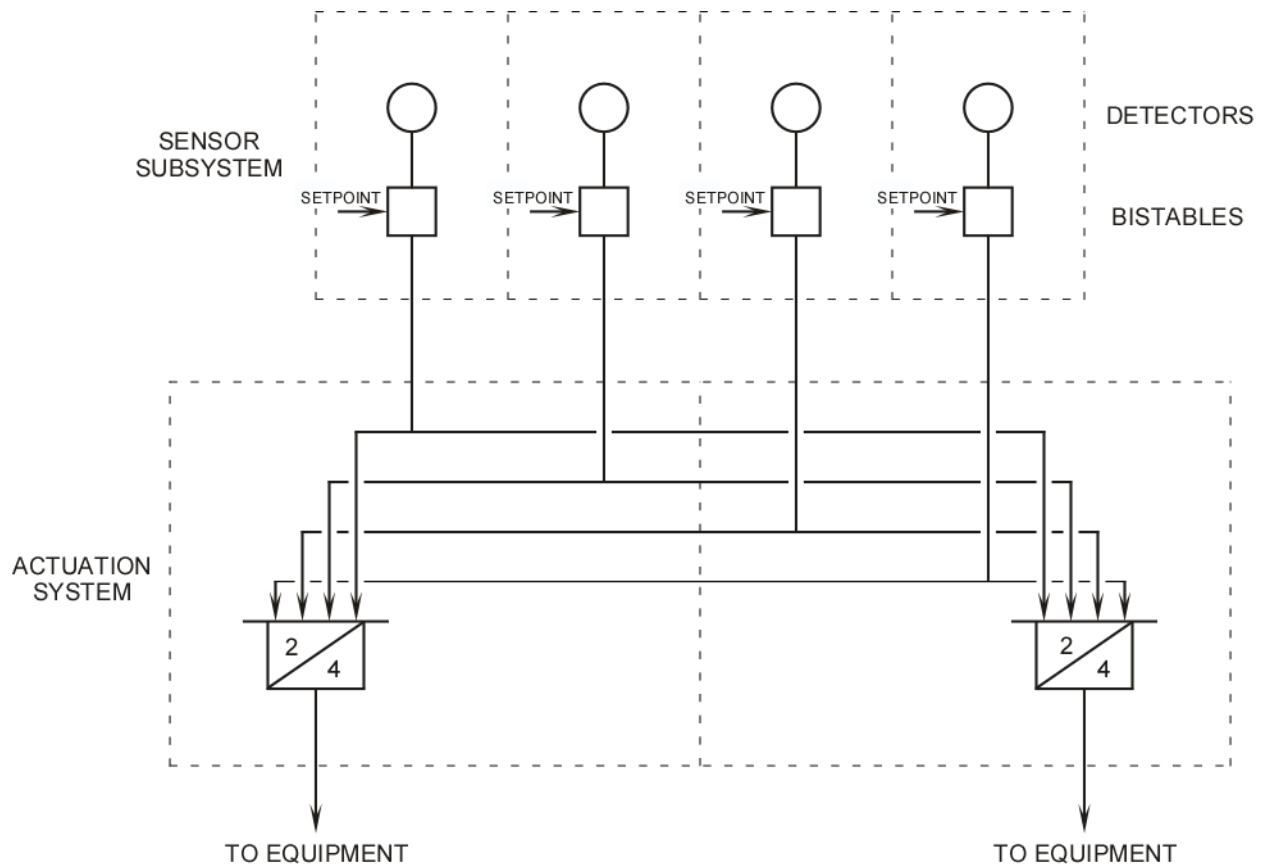 DETECTORS
SENSOR
SUBSYSTEM
SETPOINT
SETPOINT
SETPOINT
SETPOINT
BISTABLES
ACTUATION
SYSTEM
2
4
2
4
TO EQUIPMENT
TO EQUIPMENT